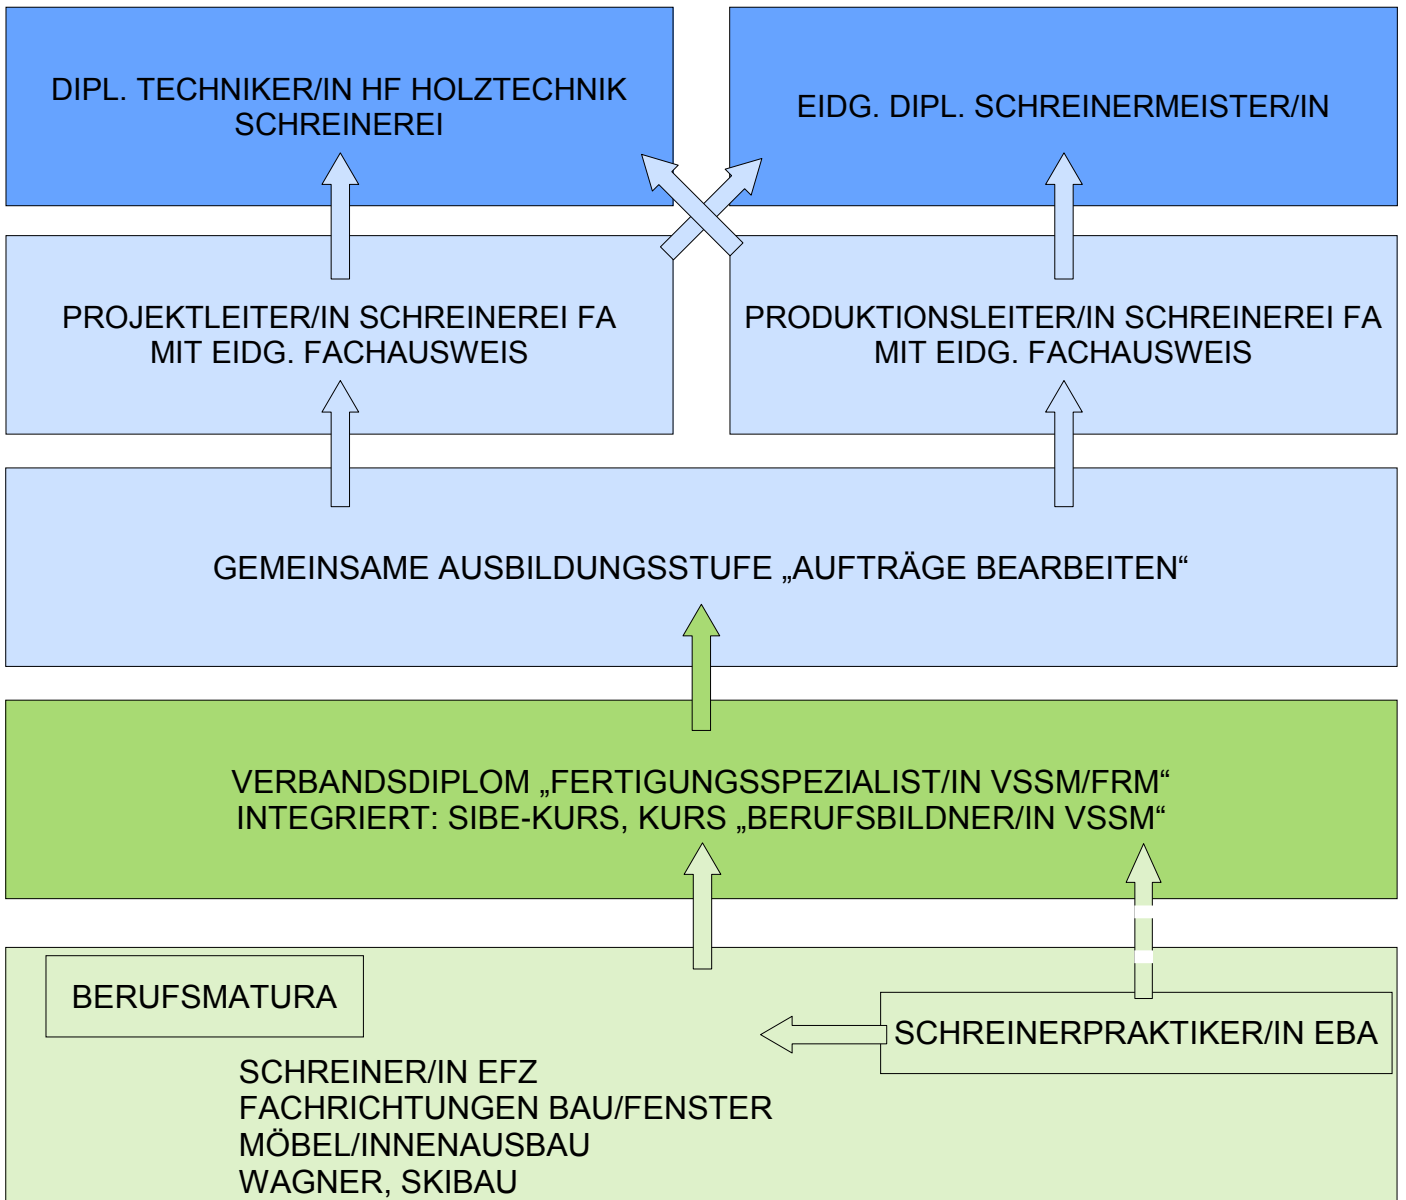 DIPL. TECHNIKER/IN HF HOLZTECHNIK
SCHREINEREI
EIDG. DIPL. SCHREINERMEISTER/IN
PROJEKTLEITER/IN SCHREINEREI FA
MIT EIDG. FACHAUSWEIS
PRODUKTIONSLEITER/IN SCHREINEREI FA
MIT EIDG. FACHAUSWEIS
GEMEINSAME AUSBILDUNGSSTUFE „AUFTRÄGE BEARBEITEN“
VERBANDSDIPLOM „FERTIGUNGSSPEZIALIST/IN VSSM/FRM“
INTEGRIERT: SIBE-KURS, KURS „BERUFSBILDNER/IN VSSM“
BERUFSMATURA
SCHREINERPRAKTIKER/IN EBA
SCHREINER/IN EFZ
FACHRICHTUNGEN BAU/FENSTER
MÖBEL/INNENAUSBAU
WAGNER, SKIBAU